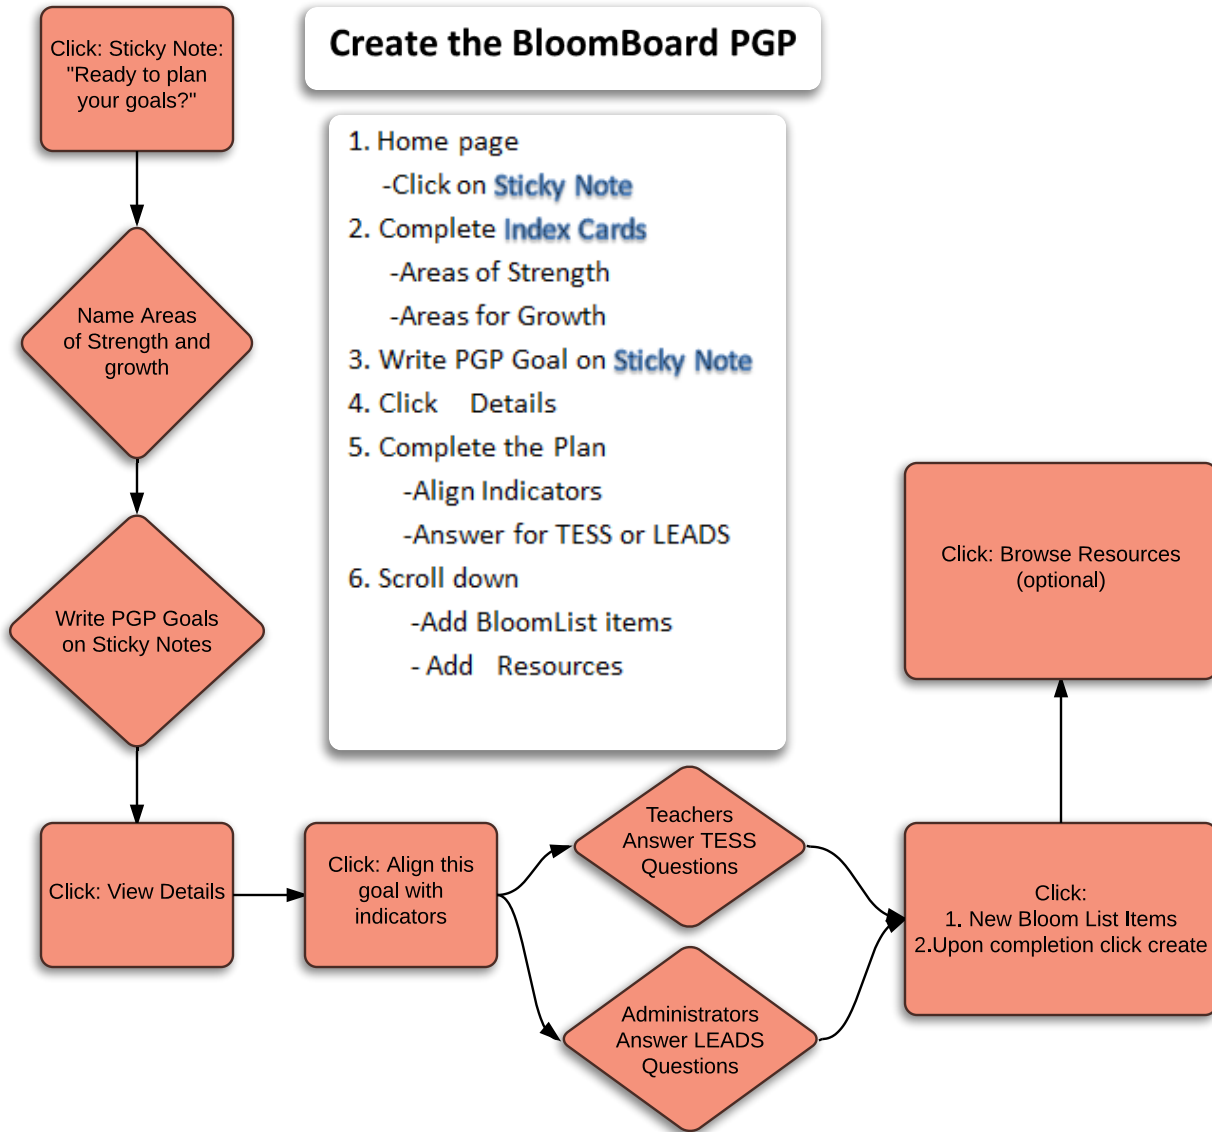 Create the BloomBoard PGP
Click: Sticky Note:
"Ready to plan
your goals?"
1. Home page
-Click on Sticky Note
2. Complete Index Cards
-Areas of Strength
-Areas for Growth
3. Write PGP Goal on Sticky Note
4. Click Details
5. Complete the Plan
-Align Indicators
-Answer for TESS or LEADS
6. Scroll down
-Add BloomList items
- Add Resources
Name Areas
of Strength and
growth
Write PGP Goals
on Sticky Notes
Click: View Details
Click: Align this
goal with
indicators
Teachers
Answer TESS
Questions
Administrators
Answer LEADS
Questions
Click:
1. New Bloom List Items
2.Upon completion click create
Click: Browse Resources
(optional)